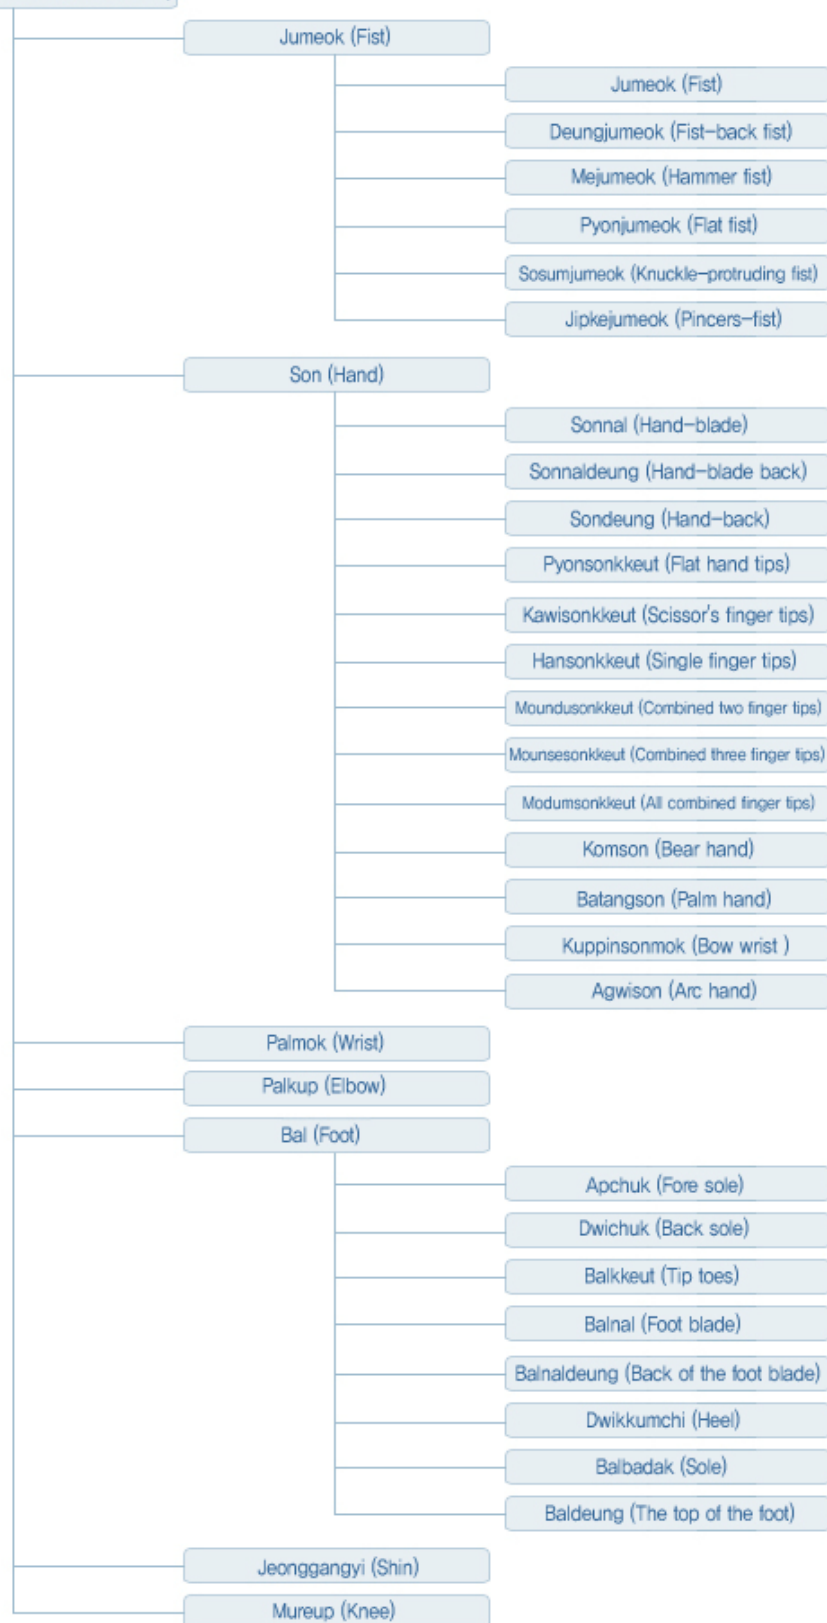 Jumeok (Fist)
Jumeok (Fist)
Deungjumeok (Fist-back fist)
Mejumeok (Hammer fist)
Pyonjumeok (Flat fist)
Sosumjumeok (Knuckle-protruding fist)
Jipkejumeok (Pincers-fist)
Son (Hand)
Sonnal (Hand-blade)
Sonnaldeung (Hand-blade back)
Sondeung (Hand-back)
Pyonsonkkeut (Flat hand tips)
Kawisonkkeut (Scissor's finger tips)
Hansonkkeut (Single finger tips)
Moundusonkkeut (Combined two finger tips)
Mounsesonkkeut (Combined three finger tips)
Modumsonkkeut (All combined finger tips)
Komson (Bear hand)
Batangson (Palm hand)
Kuppinsonmok (Bow wrist )
Agwison (Arc hand)
Palmok (Wrist)
Palkup (Elbow)
Bal (Foot)
Apchuk (Fore sole)
Dwichuk (Back sole)
Balkkeut (Tip toes)
Balnal (Foot blade)
Balnaldeung (Back of the foot blade)
Dwikkumchi (Heel)
Balbadak (Sole)
Baldeung (The top of the foot)
Jeonggangyi (Shin)
Mureup (Knee)